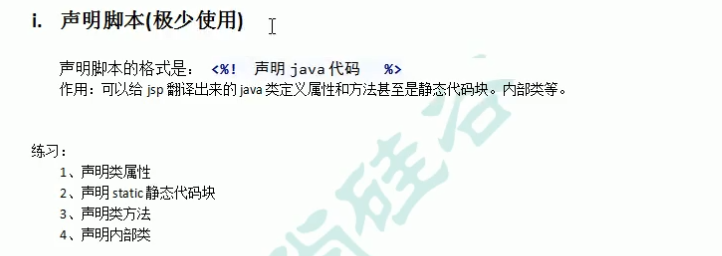 i. 声明脚本(极少使用)
声明脚本的格式是： <%! 声明 java 代码 %>
作用：可以给 jsp 翻译出来的 java 类定义属性和方法甚至是静态代码块。内部类等。
练习：
1、声明类属性
2、声明 static 静态代码块
3、声明类方法
4、声明内部类
尚硅谷